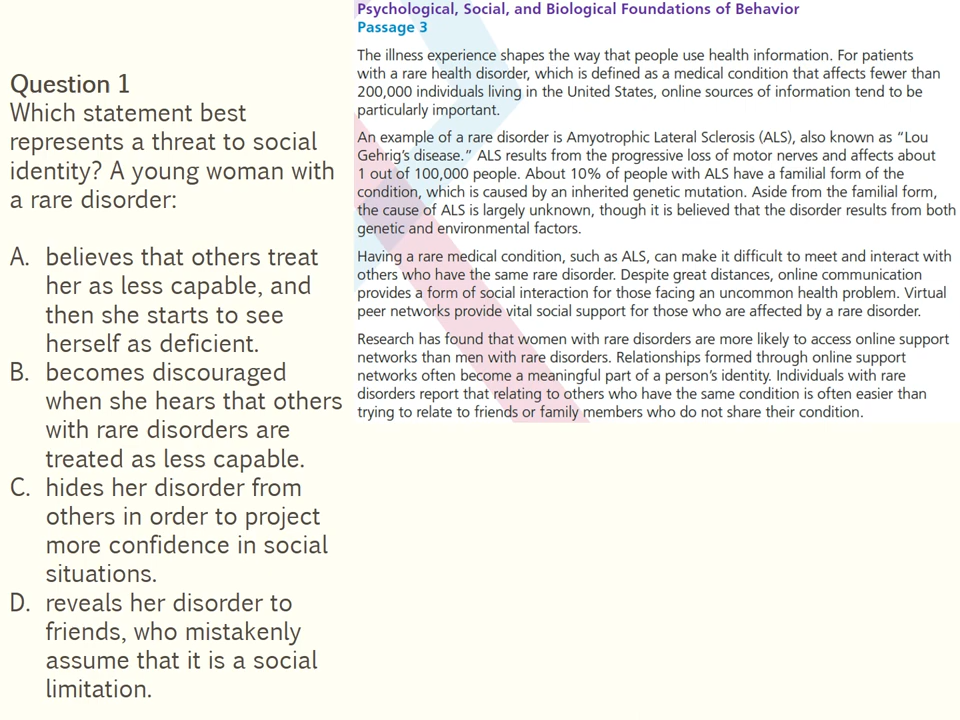 Question 1
Which statement best
represents a threat to social
identity? A young woman with
a rare disorder:
A. believes that others treat
her as less capable, and
then she starts to see
herself as deficient.
B. becomes discouraged
when she hears that others
with rare disorders are
treated as less capable.
C. hides her disorder from
others in order to project
more confidence in social
situations.
D. reveals her disorder to
friends, who mistakenly
assume that it is a social
limitation.
Psychological, Social, and Biological Foundations of Behavior
Passage 3
The illness experience shapes the way that people use health information. For patients
with a rare health disorder, which is defined as a medical condition that affects fewer than
200,000 individuals living in the United States, online sources of information tend to be
particularly important.
An example of a rare disorder is Amyotrophic Lateral Sclerosis (ALS), also known as “Lou
Gehrig’s disease.” ALS results from the progressive loss of motor nerves and affects about
1 out of 100,000 people. About 10% of people with ALS have a familial form of the
condition, which is caused by an inherited genetic mutation. Aside from the familial form,
the cause of ALS is largely unknown, though it is believed that the disorder results from both
genetic and environmental factors.
Having a rare medical condition, such as ALS, can make it difficult to meet and interact with
others who have the same rare disorder. Despite great distances, online communication
provides a form of social interaction for those facing an uncommon health problem. Virtual
peer networks provide vital social support for those who are affected by a rare disorder.
Research has found that women with rare disorders are more likely to access online support
networks than men with rare disorders. Relationships formed through online support
networks often become a meaningful part of a person’s identity. Individuals with rare
disorders report that relating to others who have the same condition is often easier than
trying to relate to friends or family members who do not share their condition.